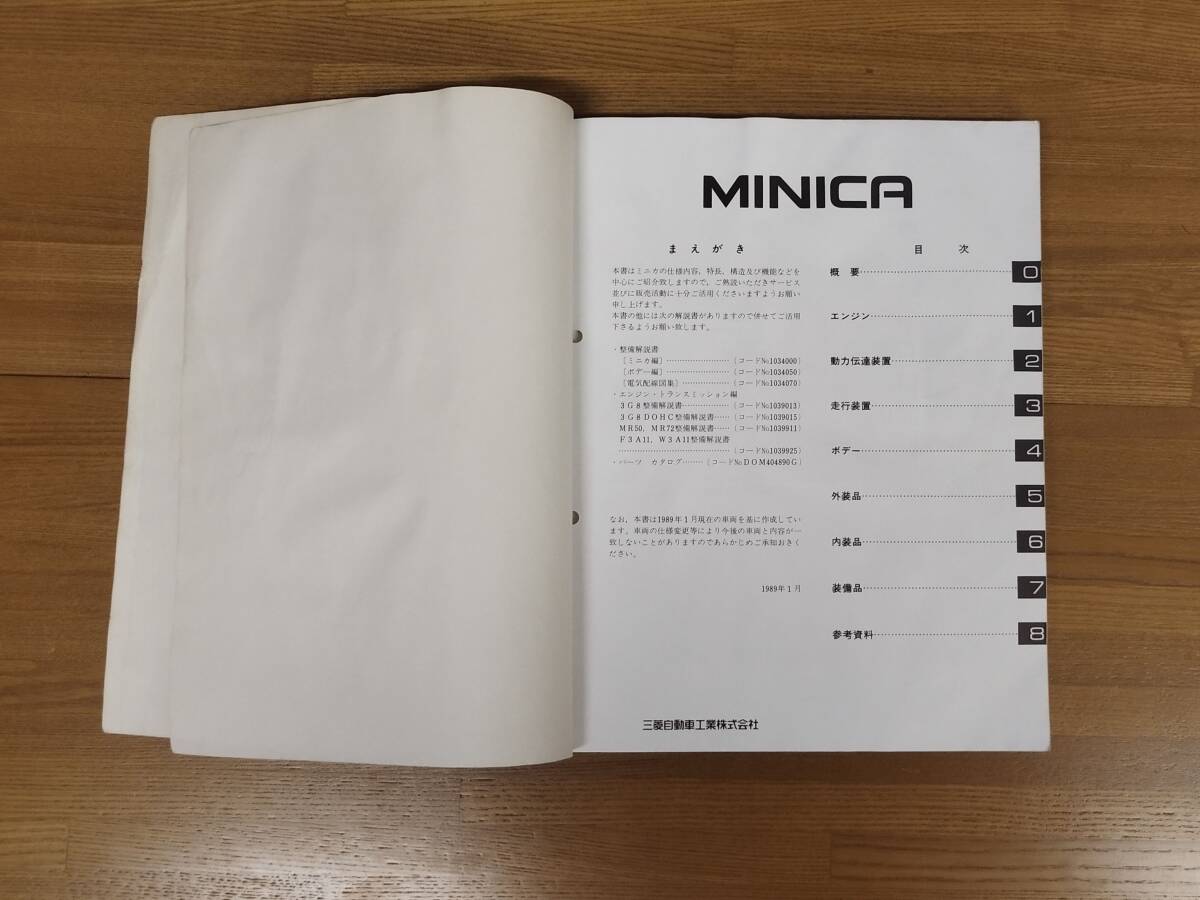 MINICA
まえがき
本書はミニカの仕様内容，特長，構造及び機能などを
中心にご紹介致しますので，ご熟読いただきサービス
並びに販売活動に十分ご活用くださいますようお願い
申し上げます。
本書の他には次の解説書がありますので併せてご活用
下さるようお願い致します。
・整備解説書
［ミニカ編］……………………（コードNo.1034000）
［ボデー編］……………………（コードNo.1034050）
［電気配線図集］………………（コードNo.1034070）
・エンジン・トランスミッション編
3G8整備解説書………………（コードNo.1039013）
3G8DOHC整備解説書……（コードNo.1039015）
MR50，MR72整備解説書……（コードNo.1039911）
F3A11，W3A11整備解説書
……………………………………（コードNo.1039925）
・パーツ カタログ………（コードNo.DOM404890G）
なお，本書は1989年1月現在の車両を基に作成してい
ます。車両の仕様変更等により今後の車両と内容が一
致しないことがありますのであらかじめご承知おきく
ださい。
1989年1月
三菱自動車工業株式会社
目次
概要……………………………… 0
エンジン………………………… 1
動力伝達装置…………………… 2
走行装置………………………… 3
ボデー…………………………… 4
外装品…………………………… 5
内装品…………………………… 6
装備品…………………………… 7
参考資料………………………… 8